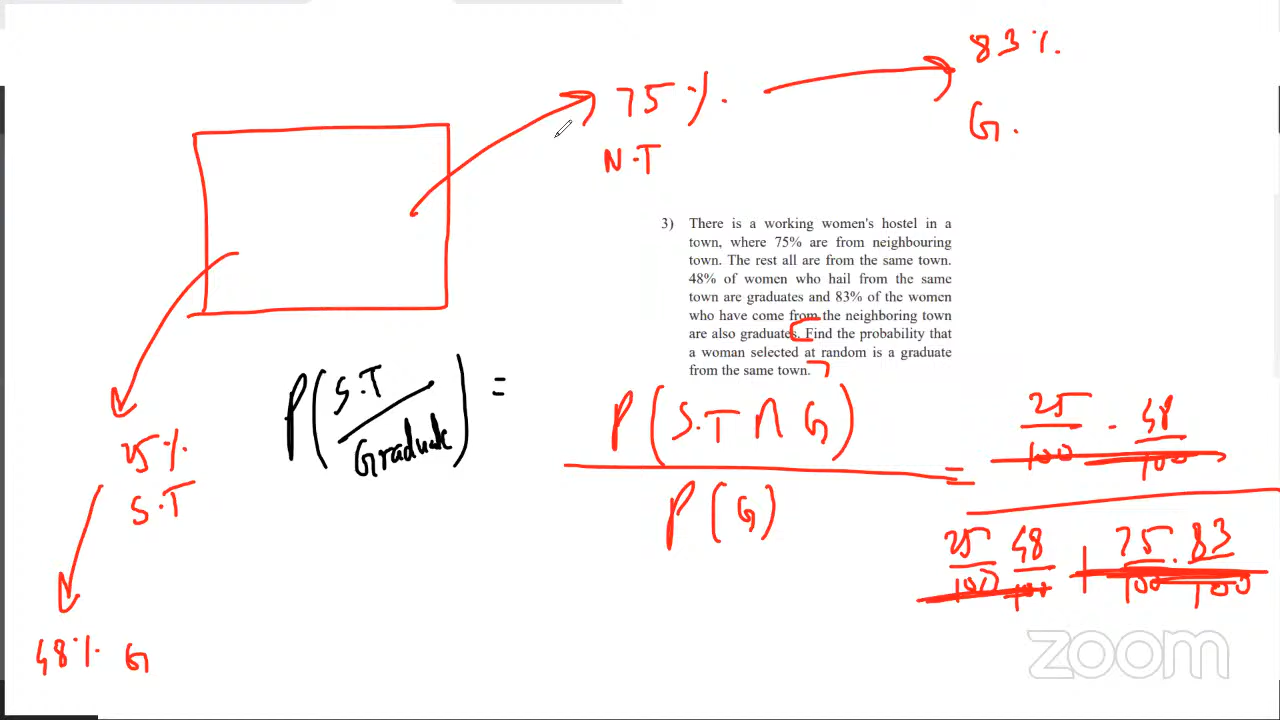 83%
75%
G.
N.T
3) There is a working women's hostel in a
town, where 75% are from neighbouring
town. The rest all are from the same town.
48% of women who hail from the same
town are graduates and 83% of the women
who have come from the neighboring town
are also graduates. Find the probability that
a woman selected at random is a graduate
from the same town.
P(S.T/Graduate) =
P(S.T ∩ G)
P(G)
=
25/100 . 48/100
25/100 48/100 + 75/100 . 83/100
25%
S.T
48% G
zoom